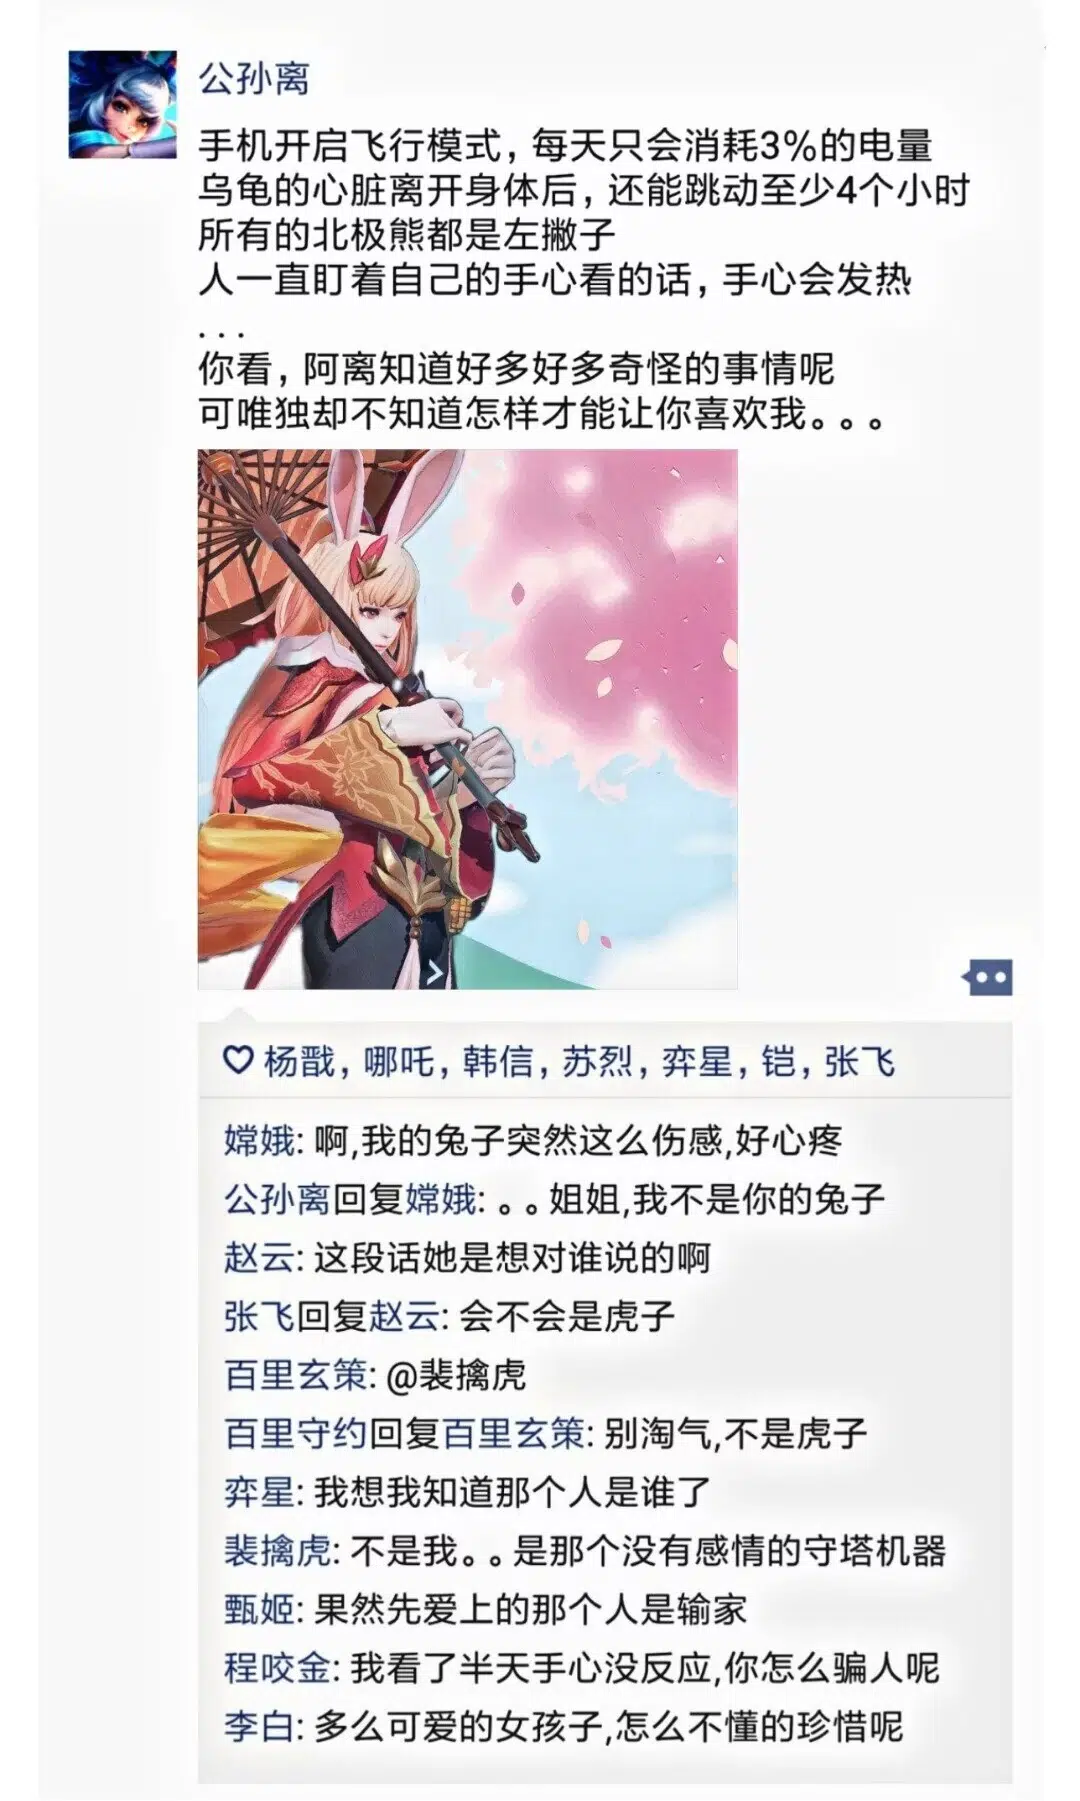 公孙离
手机开启飞行模式，每天只会消耗3%的电量
乌龟的心脏离开身体后，还能跳动至少4个小时
所有的北极熊都是左撇子
人一直盯着自己的手心看的话，手心会发热
...
你看，阿离知道好多好多奇怪的事情呢
可唯独却不知道怎样才能让你喜欢我。。。
杨戬，哪吒，韩信，苏烈，弈星，铠，张飞
嫦娥: 啊,我的兔子突然这么伤感,好心疼
公孙离回复嫦娥: 。。姐姐,我不是你的兔子
赵云: 这段话她是想对谁说的啊
张飞回复赵云: 会不会是虎子
百里玄策: @裴擒虎
百里守约回复百里玄策: 别淘气,不是虎子
弈星: 我想我知道那个人是谁了
裴擒虎: 不是我。。是那个没有感情的守塔机器
甄姬: 果然先爱上的那个人是输家
程咬金: 我看了半天手心没反应,你怎么骗人呢
李白: 多么可爱的女孩子,怎么不懂的珍惜呢